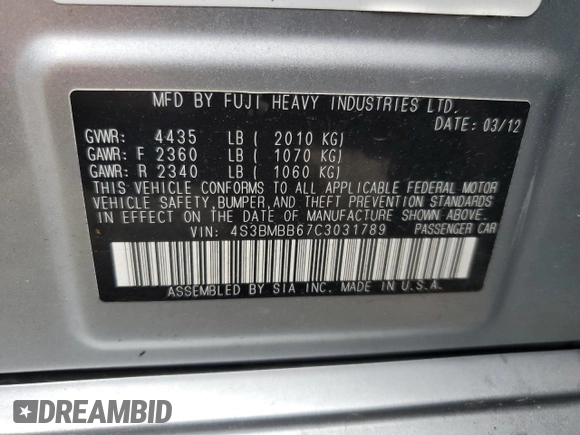 MFD BY FUJI HEAVY INDUSTRIES LTD.
DATE: 03/12
GVWR: 4435 LB ( 2010 KG)
GAWR: F 2360 LB ( 1070 KG)
GAWR: R 2340 LB ( 1060 KG)
THIS VEHICLE CONFORMS TO ALL APPLICABLE FEDERAL MOTOR
VEHICLE SAFETY, BUMPER, AND THEFT PREVENTION STANDARDS
IN EFFECT ON THE DATE OF MANUFACTURE SHOWN ABOVE.
VIN: 4S3BMBB67C3031789 PASSENGER CAR
ASSEMBLED BY SIA INC. MADE IN U.S.A.
DREAMBID